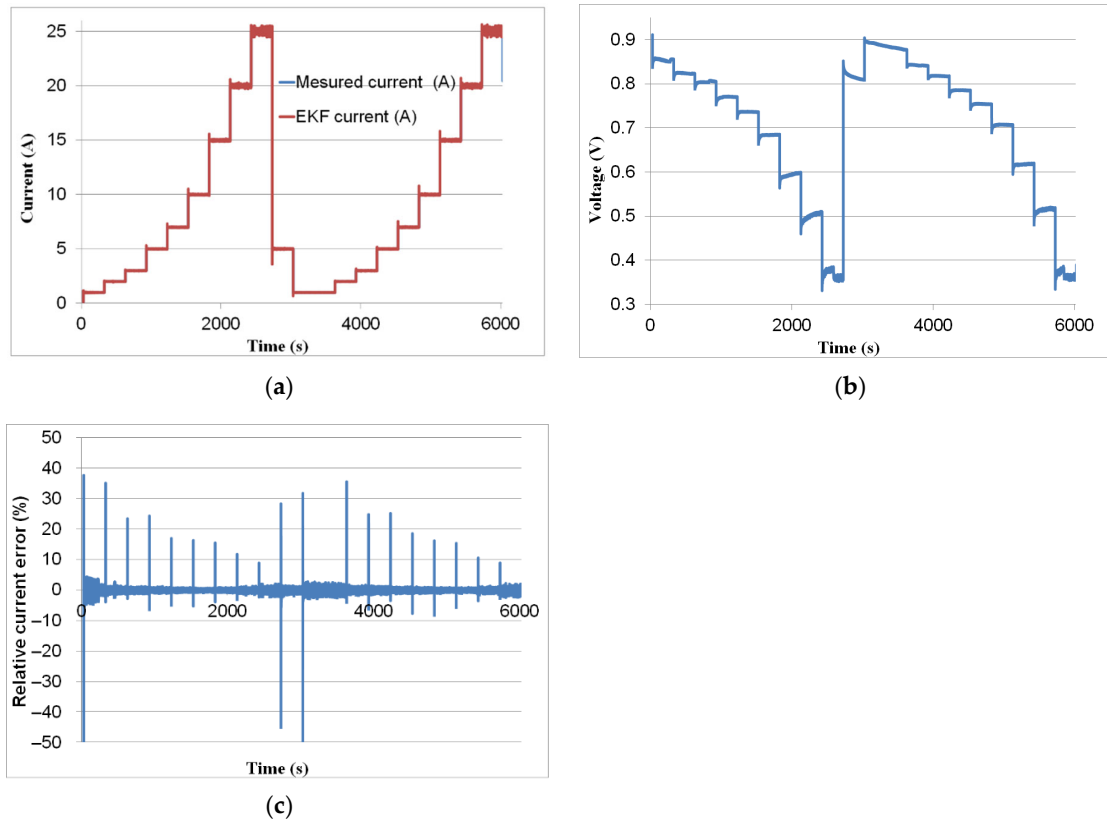 25
20
15
10
5
0
Current (A)
Mesured current (A)
EKF current (A)
0 2000 4000 6000
Time (s)
(a)
0.9
0.8
0.7
0.6
0.5
0.4
0.3
Voltage (V)
0 2000 4000 6000
Time (s)
(b)
50
40
30
20
10
0
–10
–20
–30
–40
–50
Relative current error (%)
0 2000 4000 6000
Time (s)
(c)